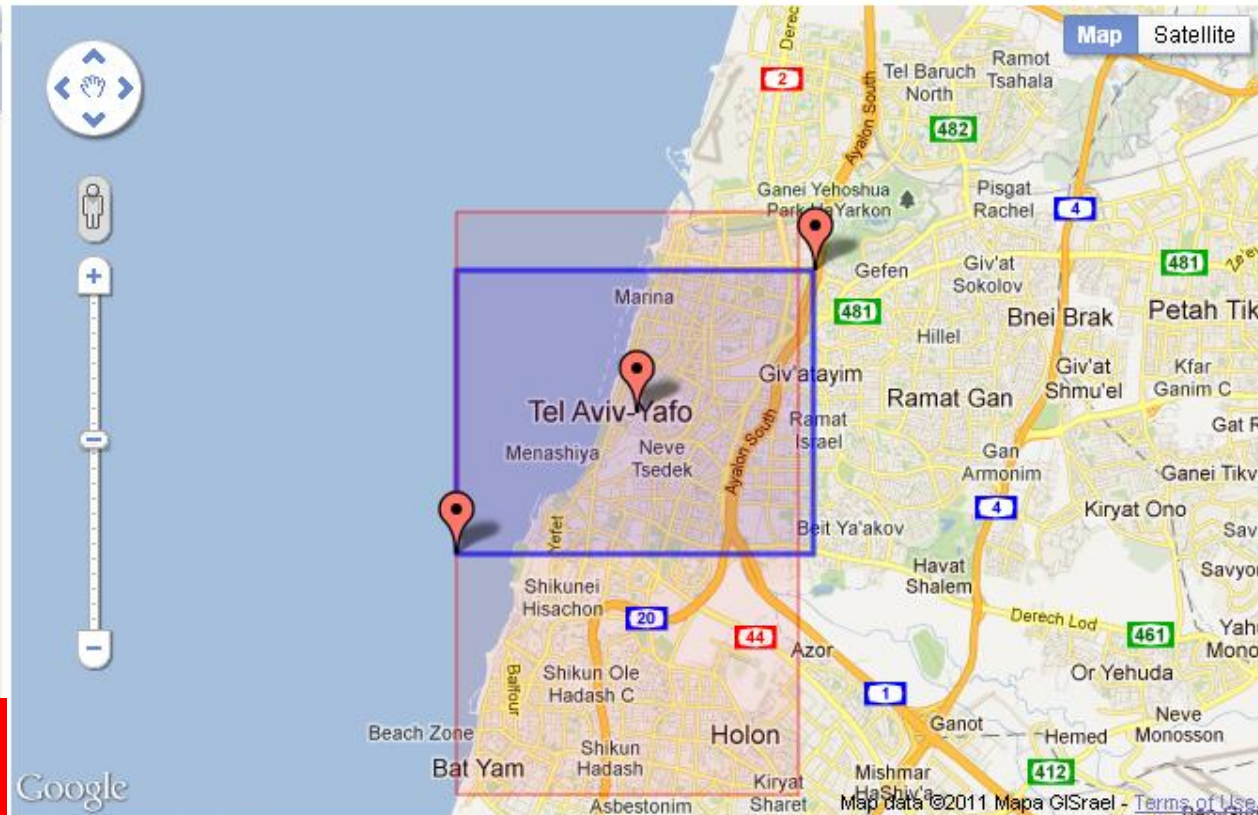 Map
Satellite
Derec
2
Tel Baruch
North
Ramot
Tsahala
Ayalon South
482
Ganei Yehoshua
Park HaYarkon
Pisgat
Rachel
4
Gefen
Giv'at
Sokolov
481
Marina
481
Hillel
Bnei Brak
Petah Tik
Giv'atayim
Giv'at
Shmu'el
Kfar
Ganim C
Ramat Gan
Tel Aviv-Yafo
Ramat
Israel
Gat R
Menashiya
Neve
Tsedek
Ayalon South
Gan
Armonim
Ganei Tikv
4
Kiryat Ono
Yefet
Beit Ya'akov
Sav
Havat
Shalem
Savyon
Shikunei
Hisachon
20
44
Derech Lod
461
Yahu
Mono
Azor
Or Yehuda
Shikun Ole
Hadash C
Balfour
1
Beach Zone
Holon
Ganot
Hemed
Neve
Monosson
Shikun
Hadash
Bat Yam
412
Kiryat
Sharet
Mishmar
HaShiv'a
Google
Asbestonim
Map data ©2011 Mapa GISrael - Terms of Use